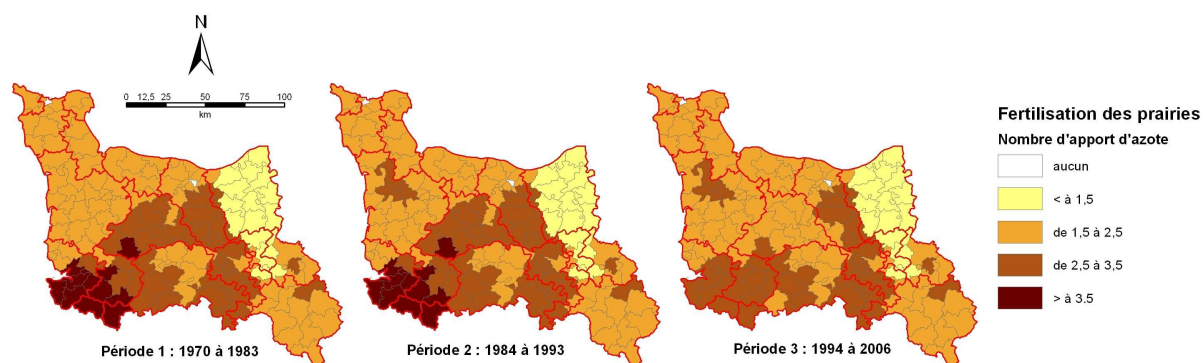 N
0 12,5 25 50 75 100
km
Fertilisation des prairies
Nombre d'apport d'azote
aucun
< à 1,5
de 1,5 à 2,5
de 2,5 à 3,5
> à 3.5
Période 1 : 1970 à 1983
Période 2 : 1984 à 1993
Période 3 : 1994 à 2006